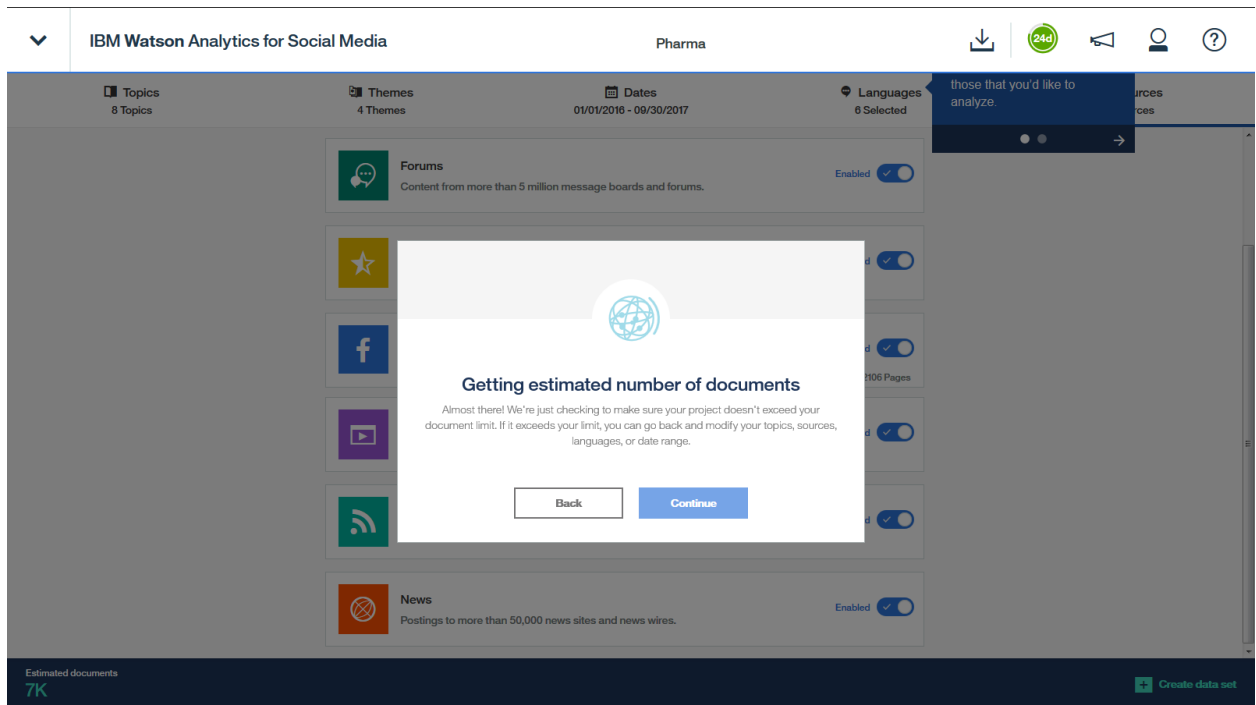 IBM Watson Analytics for Social Media
Pharma
24d
?
Topics
8 Topics
Themes
4 Themes
Dates
01/01/2016 - 09/30/2017
Languages
6 Selected
those that you'd like to
analyze.
Forums
Content from more than 5 million message boards and forums.
Enabled
f
2106 Pages
Getting estimated number of documents
Almost there! We're just checking to make sure your project doesn't exceed your
document limit. If it exceeds your limit, you can go back and modify your topics, sources,
languages, or date range.
Back
Continue
News
Postings to more than 50,000 news sites and news wires.
Enabled
Estimated documents
7K
Create data set